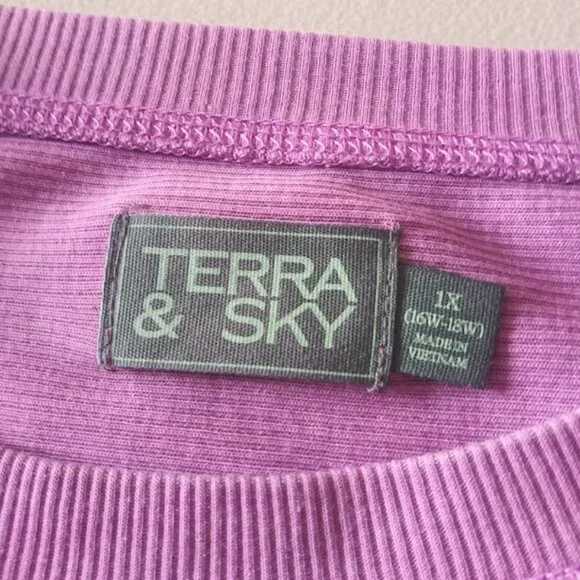 TERRA
& SKY
1X
(16W-18W)
MADE IN
VIETNAM